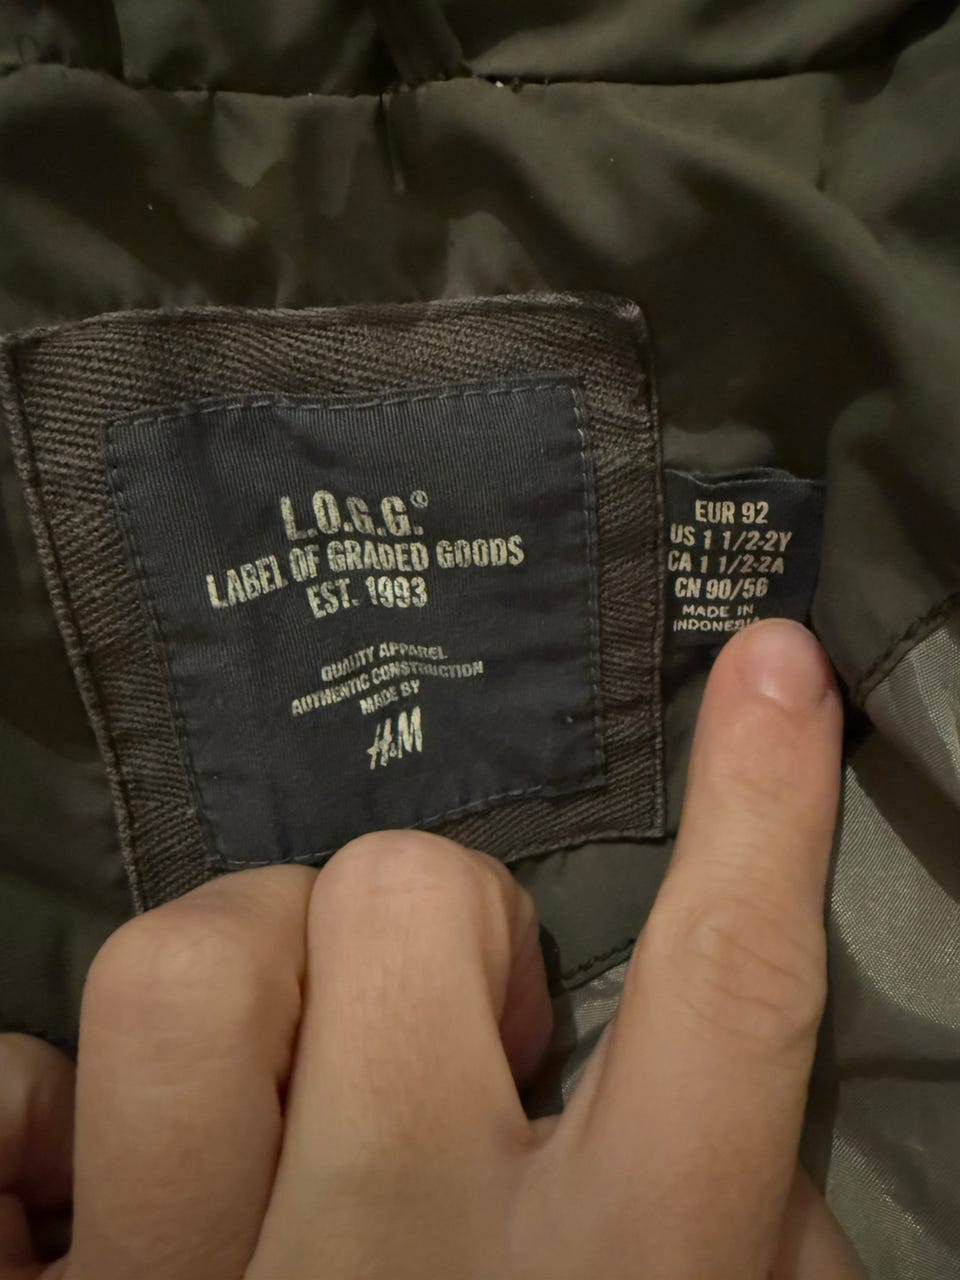 L.O.G.G.®
LABEL OF GRADED GOODS
EST. 1993
QUALITY APPAREL
AUTHENTIC CONSTRUCTION
MADE BY
H&M
EUR 92
US 1 1/2-2Y
CA 1 1/2-2A
CN 90/56
MADE IN
INDONESIA